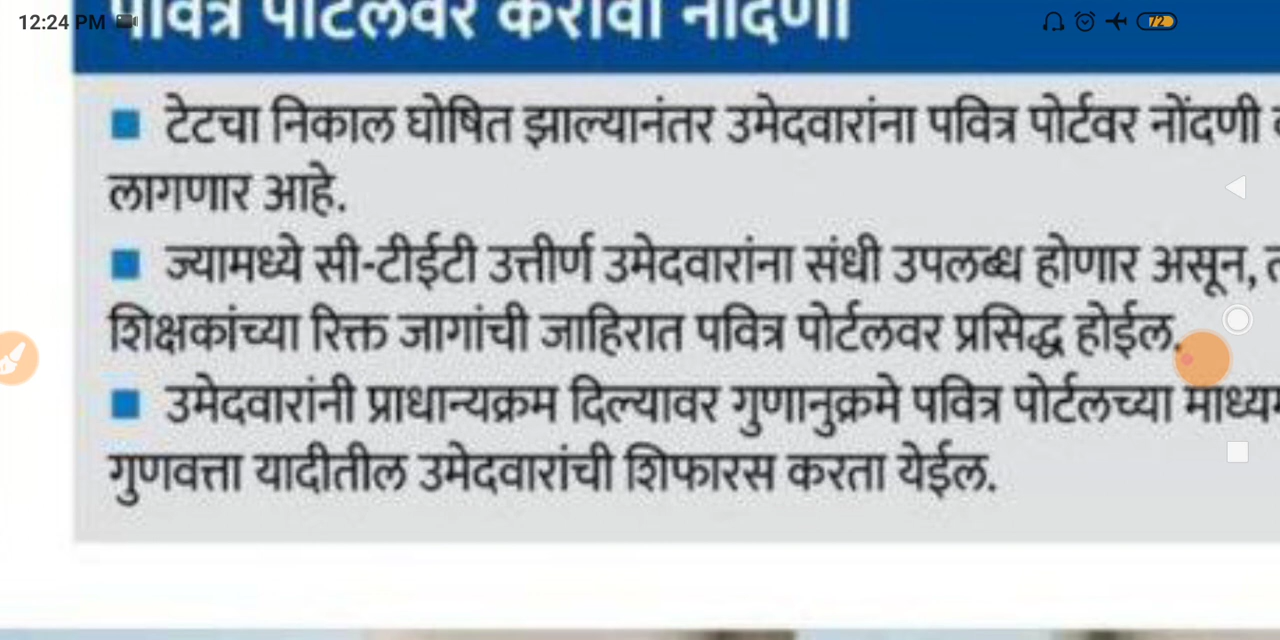 12:24 PM
72
पवित्र पोर्टलवर करावी नोंदणी
टेटचा निकाल घोषित झाल्यानंतर उमेदवारांना पवित्र पोर्टवर नोंदणी
लागणार आहे.
ज्यामध्ये सी-टीईटी उत्तीर्ण उमेदवारांना संधी उपलब्ध होणार असून,
शिक्षकांच्या रिक्त जागांची जाहिरात पवित्र पोर्टलवर प्रसिद्ध होईल.
उमेदवारांनी प्राधान्यक्रम दिल्यावर गुणानुक्रमे पवित्र पोर्टलच्या
गुणवत्ता यादीतील उमेदवारांची शिफारस करता येईल.